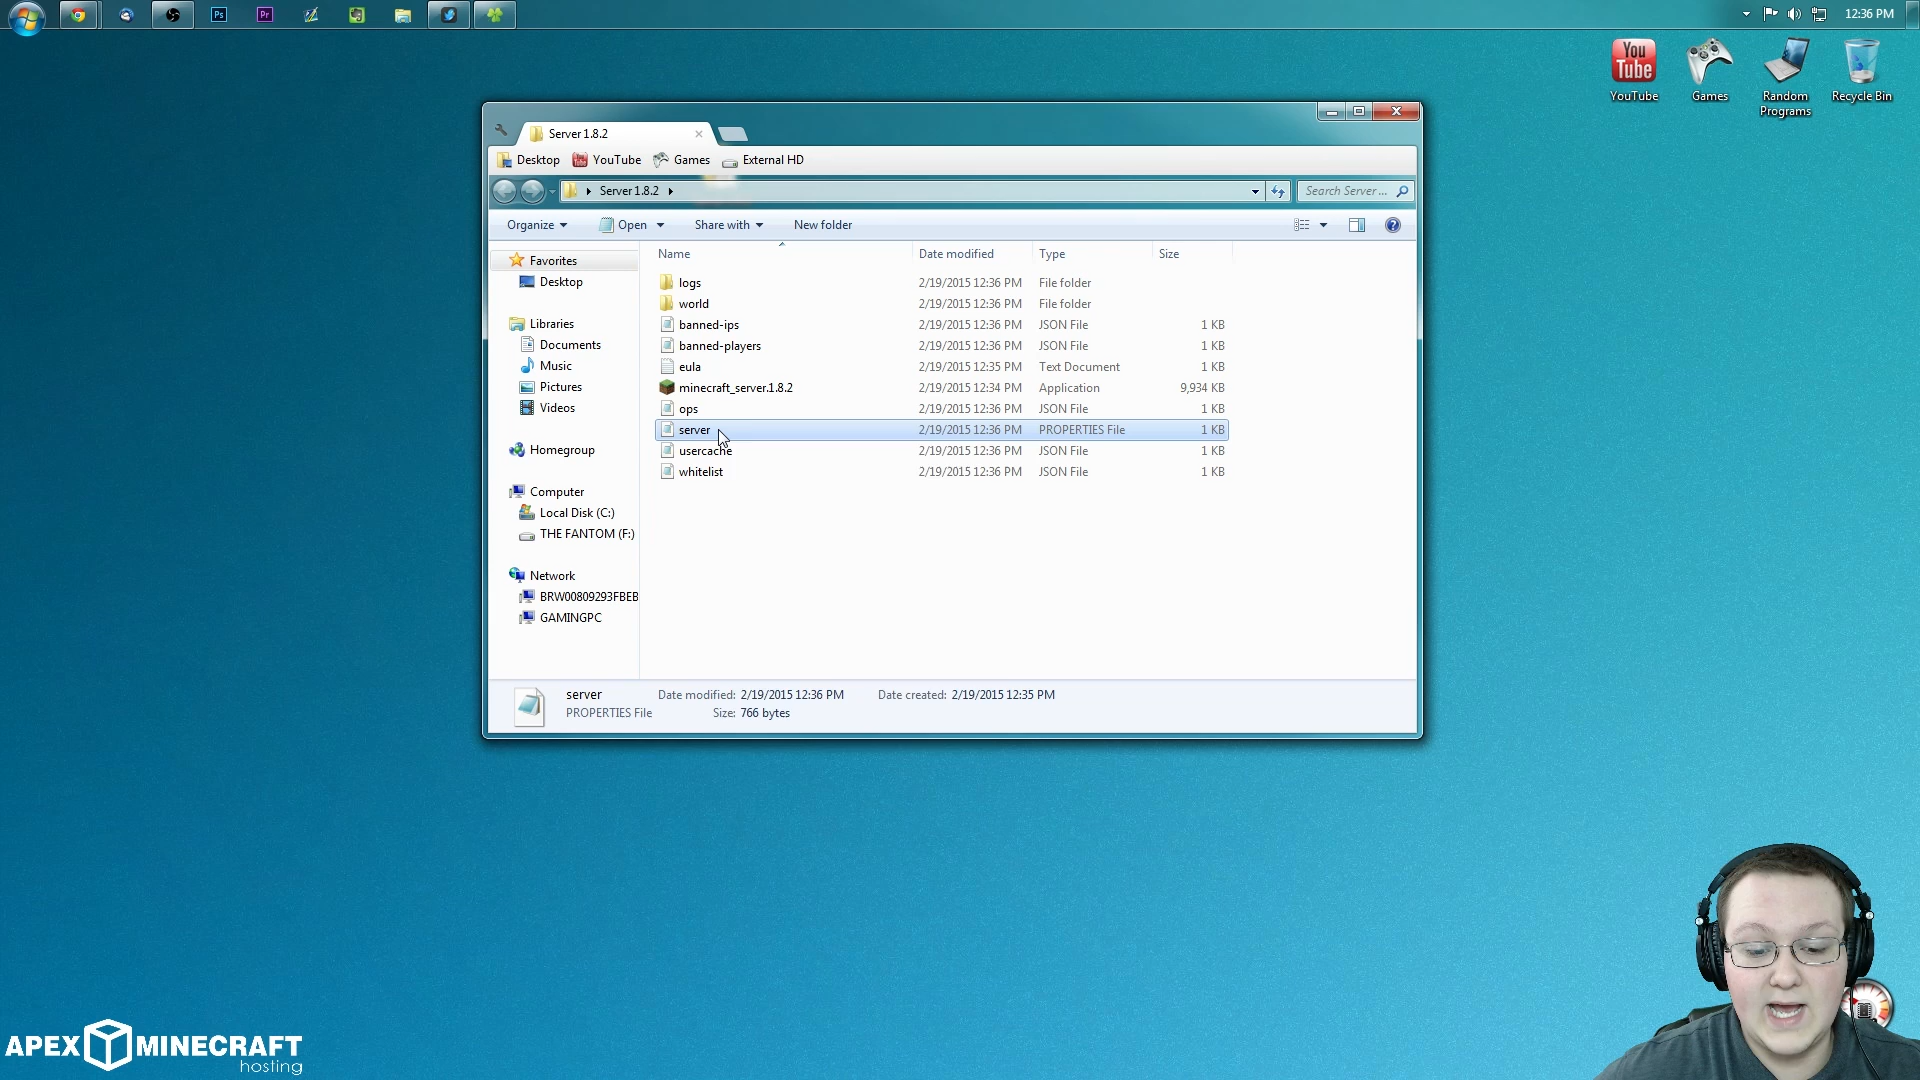 Ps
Pr
12:36 PM
You
Tube
YouTube
Games
Random
Programs
Recycle Bin
Server 1.8.2
Desktop YouTube Games External HD
Server 1.8.2
Search Server ...
Organize Open Share with New folder
Name Date modified Type Size
Favorites
Desktop
Libraries
Documents
Music
Pictures
Videos
Homegroup
Computer
Local Disk (C:)
THE FANTOM (F:)
Network
BRW00809293FBEB
GAMINGPC
logs 2/19/2015 12:36 PM File folder
world 2/19/2015 12:36 PM File folder
banned-ips 2/19/2015 12:36 PM JSON File 1 KB
banned-players 2/19/2015 12:36 PM JSON File 1 KB
eula 2/19/2015 12:35 PM Text Document 1 KB
minecraft_server.1.8.2 2/19/2015 12:34 PM Application 9,934 KB
ops 2/19/2015 12:36 PM JSON File 1 KB
server 2/19/2015 12:36 PM PROPERTIES File 1 KB
usercache 2/19/2015 12:36 PM JSON File 1 KB
whitelist 2/19/2015 12:36 PM JSON File 1 KB
server Date modified: 2/19/2015 12:36 PM Date created: 2/19/2015 12:35 PM
PROPERTIES File Size: 766 bytes
APEX MINECRAFT
hosting